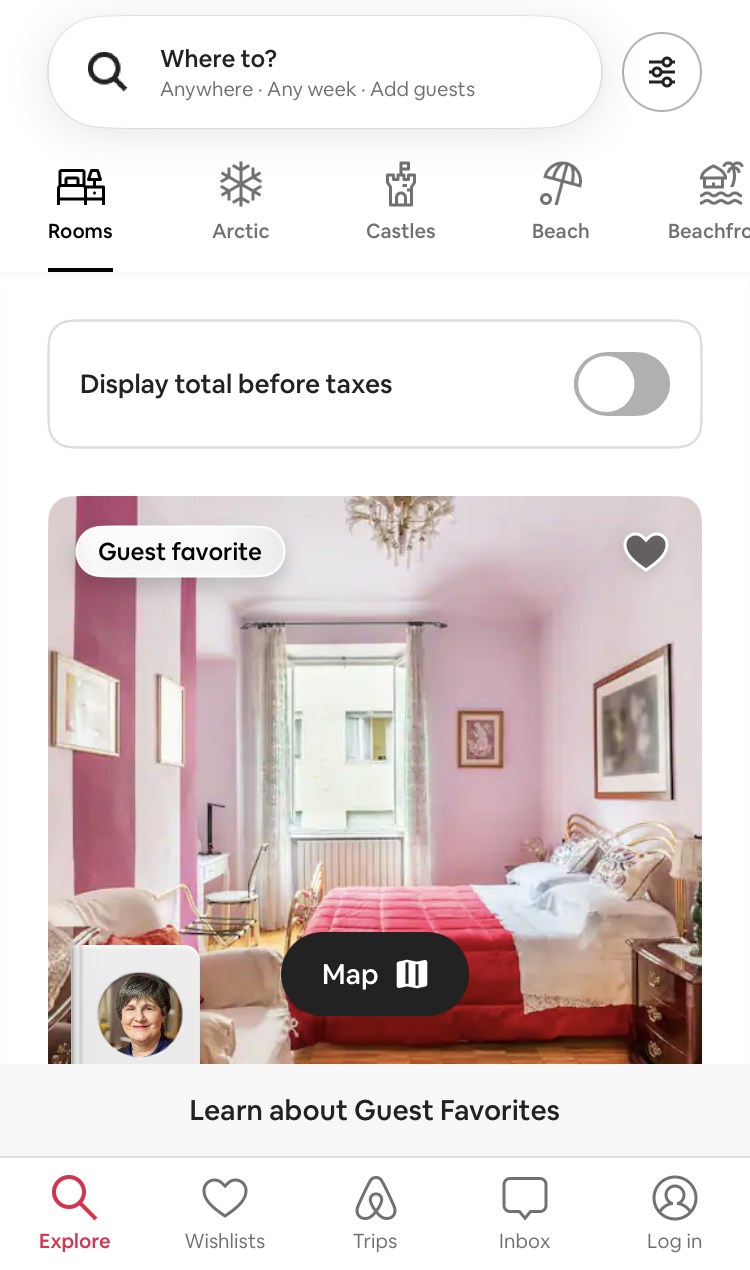 Where to?
Anywhere · Any week · Add guests
Rooms
Arctic
Castles
Beach
Beachfro
Display total before taxes
Guest favorite
Map
Learn about Guest Favorites
Explore
Wishlists
Trips
Inbox
Log in